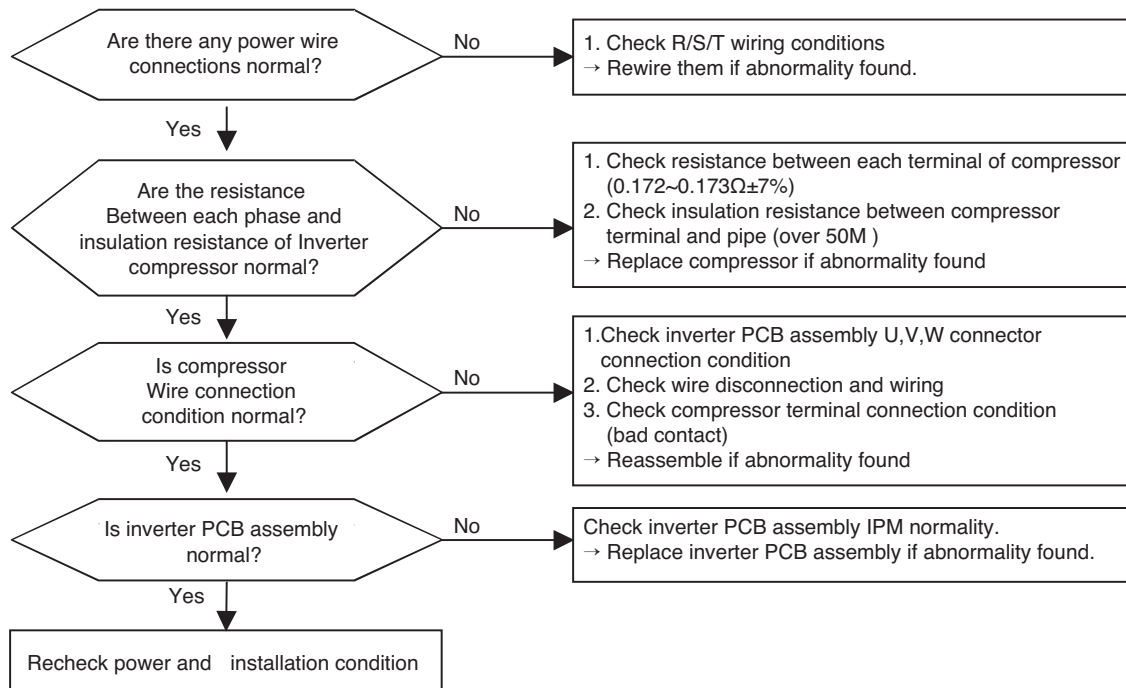 Are there any power wire
connections normal?
No
1. Check R/S/T wiring conditions
→ Rewire them if abnormality found.
Yes
Are the resistance
Between each phase and
insulation resistance of Inverter
compressor normal?
1. Check resistance between each terminal of compressor
(0.172~0.173Ω±7%)
2. Check insulation resistance between compressor
terminal and pipe (over 50M )
→ Replace compressor if abnormality found
Yes
Is compressor
Wire connection
condition normal?
No
1.Check inverter PCB assembly U,V,W connector
connection condition
2. Check wire disconnection and wiring
3. Check compressor terminal connection condition
(bad contact)
→ Reassemble if abnormality found
Yes
Is inverter PCB assembly
normal?
No
Check inverter PCB assembly IPM normality.
→ Replace inverter PCB assembly if abnormality found.
Yes
Recheck power and installation condition